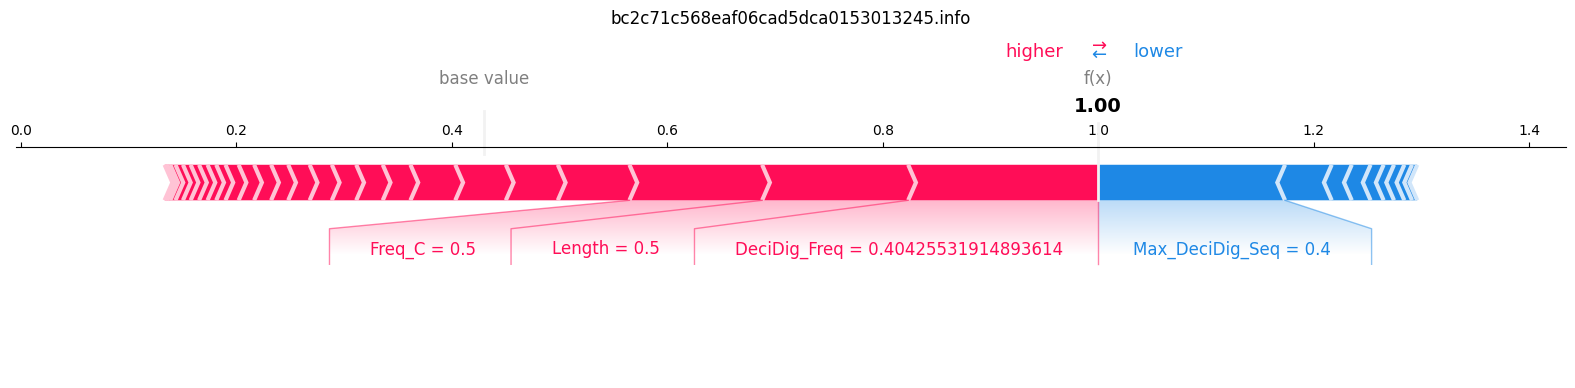 bc2c71c568eaf06cad5dca0153013245.info
higher ⇄ lower
base value f(x)
1.00
0.0 0.2 0.4 0.6 0.8 1.0 1.2 1.4
Freq_C = 0.5 Length = 0.5 DeciDig_Freq = 0.40425531914893614 Max_DeciDig_Seq = 0.4